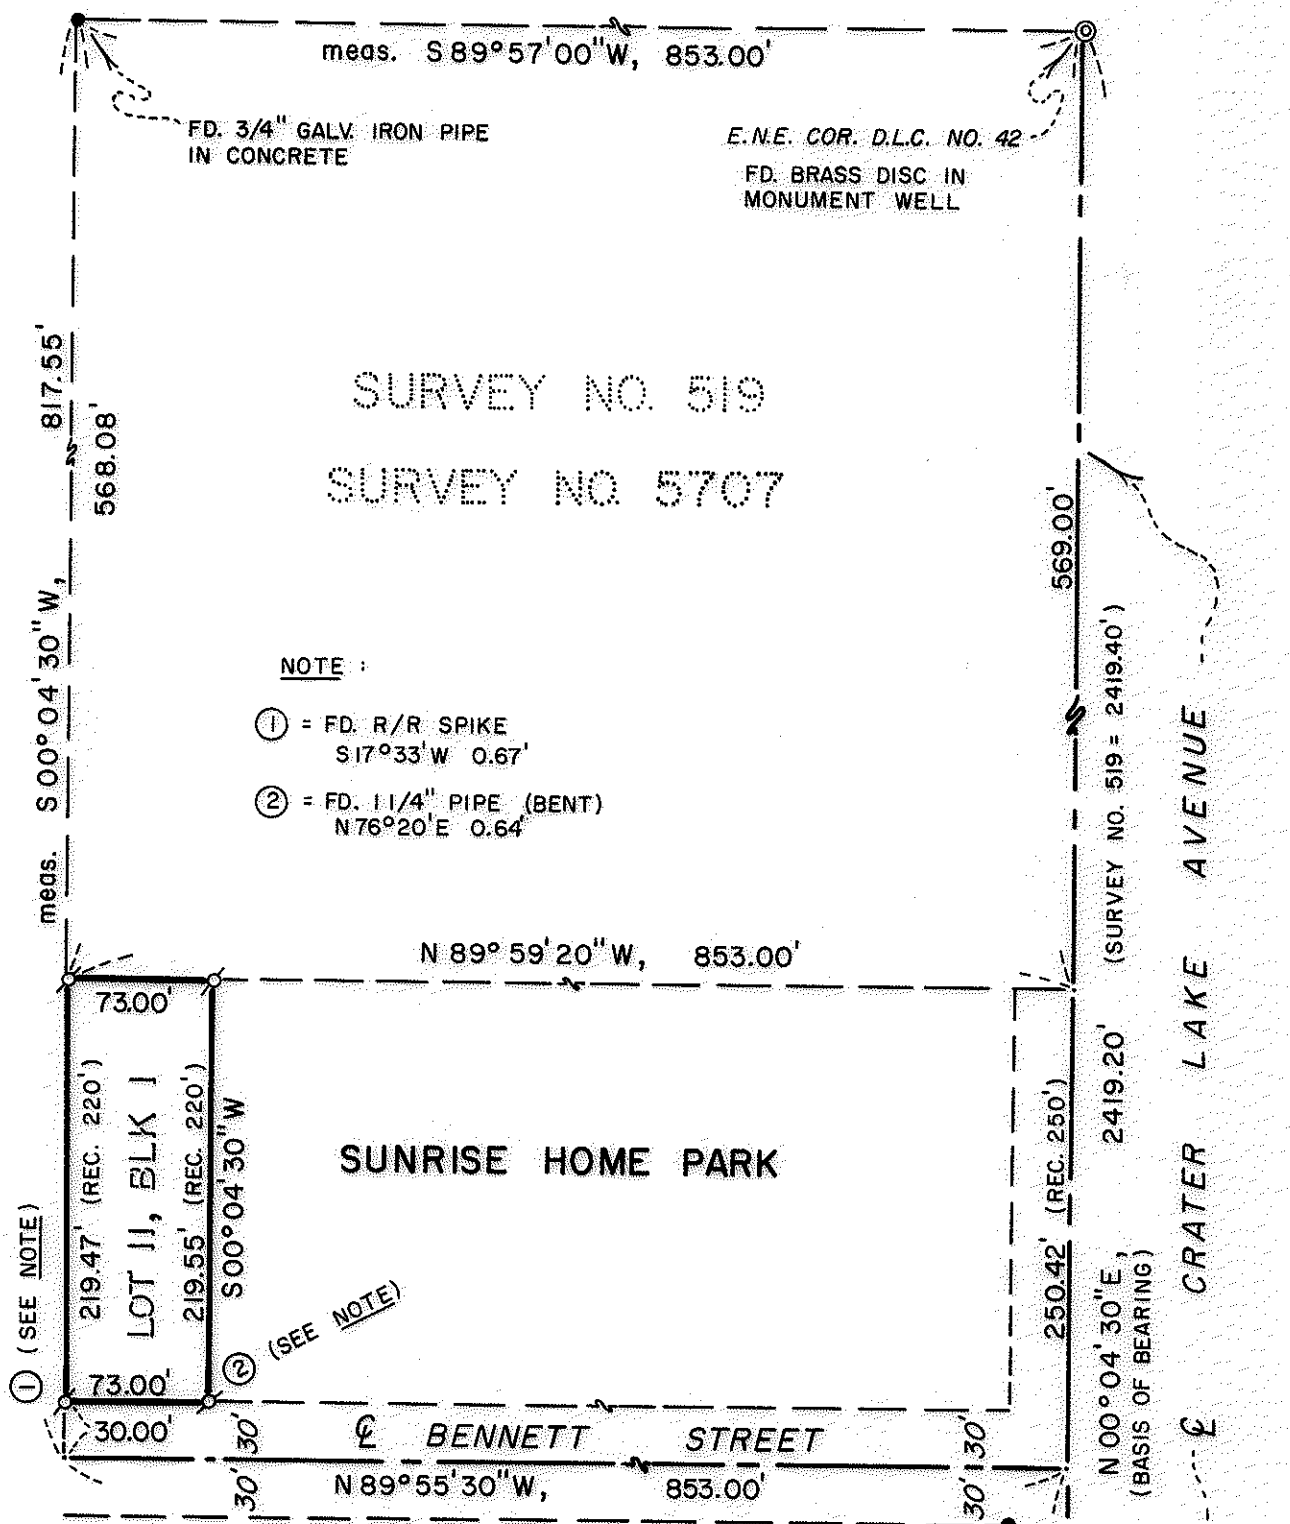 meas. S 89°57'00"W, 853.00'
FD. 3/4" GALV. IRON PIPE
IN CONCRETE
E.N.E. COR. D.L.C. NO. 42
FD. BRASS DISC IN
MONUMENT WELL
817.55'
568.08'
meas. S 00°04'30"W,
SURVEY NO. 519
SURVEY NO. 5707
569.00'
(SURVEY NO. 519 = 2419.40')
NOTE :
1 = FD. R/R SPIKE
S17°33'W 0.67'
2 = FD. 1 1/4" PIPE (BENT)
N76°20'E 0.64'
N 89°59'20"W, 853.00'
73.00'
219.47' (REC. 220')
LOT 11, BLK 1
219.55' (REC. 220')
S00°04'30"W
SUNRISE HOME PARK
250.42' (REC. 250')
N 00°04'30"E, 2419.20'
(BASIS OF BEARING)
℄ CRATER LAKE AVENUE
1 (SEE NOTE)
2 (SEE NOTE)
73.00'
30.00'
30'
30'
℄ BENNETT STREET
N89°55'30"W, 853.00'
30'
30'